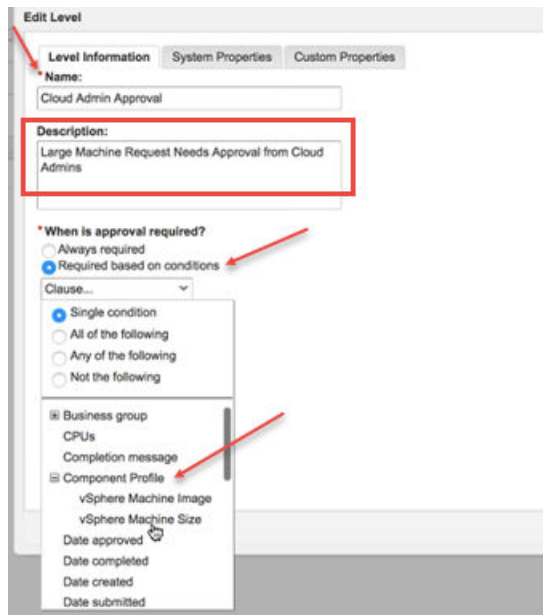 Edit Level
Level Information System Properties Custom Properties
*Name:
Cloud Admin Approval
Description:
Large Machine Request Needs Approval from Cloud
Admins
*When is approval required?
Always required
Required based on conditions
Clause...
Single condition
All of the following
Any of the following
Not the following
Business group
CPUs
Completion message
Component Profile
vSphere Machine Image
vSphere Machine Size
Date approved
Date completed
Date created
Date submitted